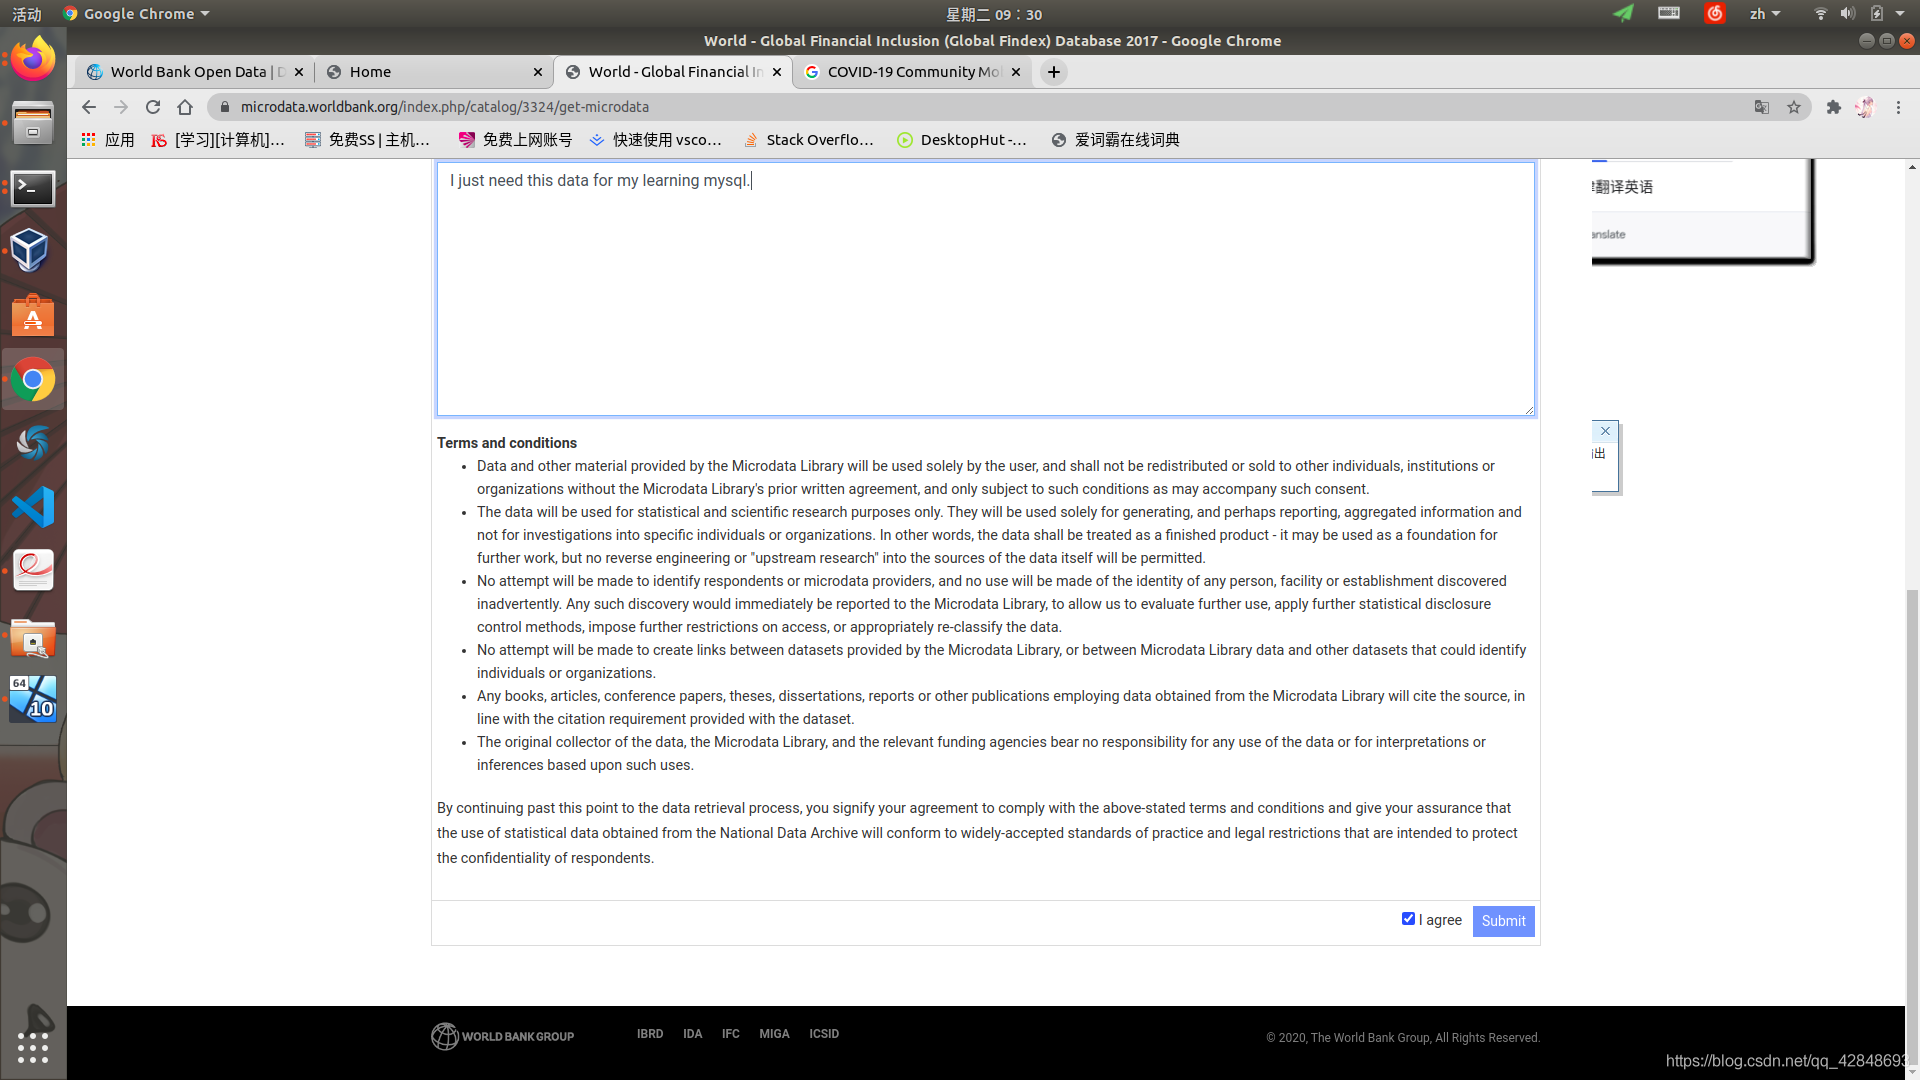 活动
Google Chrome
星期二 09:30
zh
World - Global Financial Inclusion (Global Findex) Database 2017 - Google Chrome
World Bank Open Data | D
Home
World - Global Financial In
COVID-19 Community Mo
microdata.worldbank.org/index.php/catalog/3324/get-microdata
应用
[学习][计算机]...
免费SS | 主机...
免费上网账号
快速使用 vsco...
Stack Overflo...
DesktopHut -...
爱词霸在线词典
I just need this data for my learning mysql.
翻译英语
anslate
出
Terms and conditions
• Data and other material provided by the Microdata Library will be used solely by the user, and shall not be redistributed or sold to other individuals, institutions or
organizations without the Microdata Library's prior written agreement, and only subject to such conditions as may accompany such consent.
• The data will be used for statistical and scientific research purposes only. They will be used solely for generating, and perhaps reporting, aggregated information and
not for investigations into specific individuals or organizations. In other words, the data shall be treated as a finished product - it may be used as a foundation for
further work, but no reverse engineering or "upstream research" into the sources of the data itself will be permitted.
• No attempt will be made to identify respondents or microdata providers, and no use will be made of the identity of any person, facility or establishment discovered
inadvertently. Any such discovery would immediately be reported to the Microdata Library, to allow us to evaluate further use, apply further statistical disclosure
control methods, impose further restrictions on access, or appropriately re-classify the data.
• No attempt will be made to create links between datasets provided by the Microdata Library, or between Microdata Library data and other datasets that could identify
individuals or organizations.
• Any books, articles, conference papers, theses, dissertations, reports or other publications employing data obtained from the Microdata Library will cite the source, in
line with the citation requirement provided with the dataset.
• The original collector of the data, the Microdata Library, and the relevant funding agencies bear no responsibility for any use of the data or for interpretations or
inferences based upon such uses.
By continuing past this point to the data retrieval process, you signify your agreement to comply with the above-stated terms and conditions and give your assurance that
the use of statistical data obtained from the National Data Archive will conform to widely-accepted standards of practice and legal restrictions that are intended to protect
the confidentiality of respondents.
I agree
Submit
64
10
WORLD BANK GROUP
IBRD IDA IFC MIGA ICSID
© 2020, The World Bank Group, All Rights Reserved.
https://blog.csdn.net/qq_42848693